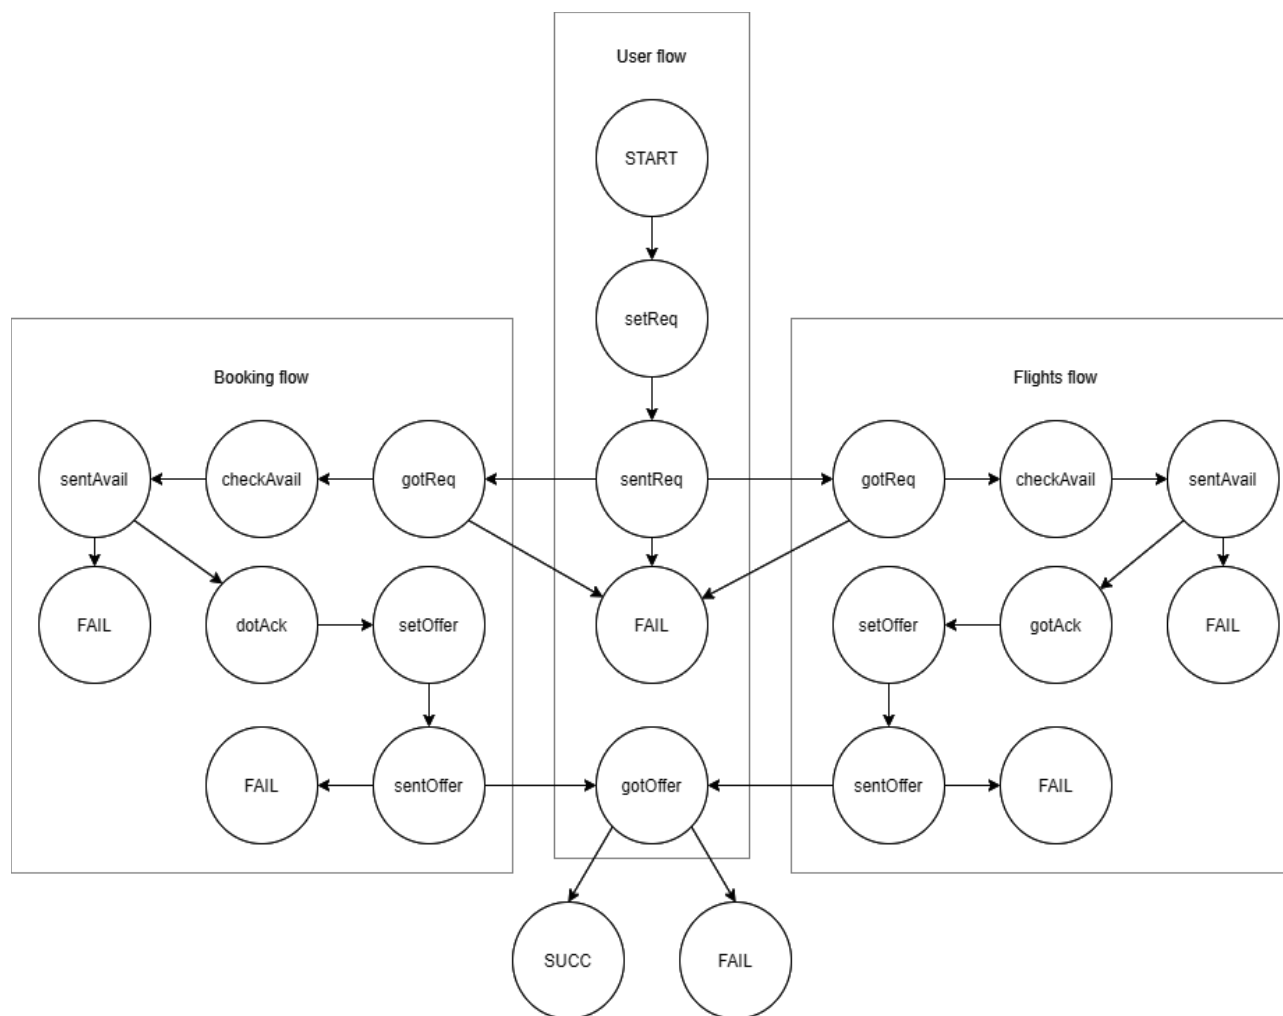 User flow
START
setReq
Booking flow
Flights flow
sentAvail
checkAvail
gotReq
sentReq
gotReq
checkAvail
sentAvail
FAIL
dotAck
setOffer
FAIL
setOffer
gotAck
FAIL
FAIL
sentOffer
gotOffer
sentOffer
FAIL
SUCC
FAIL